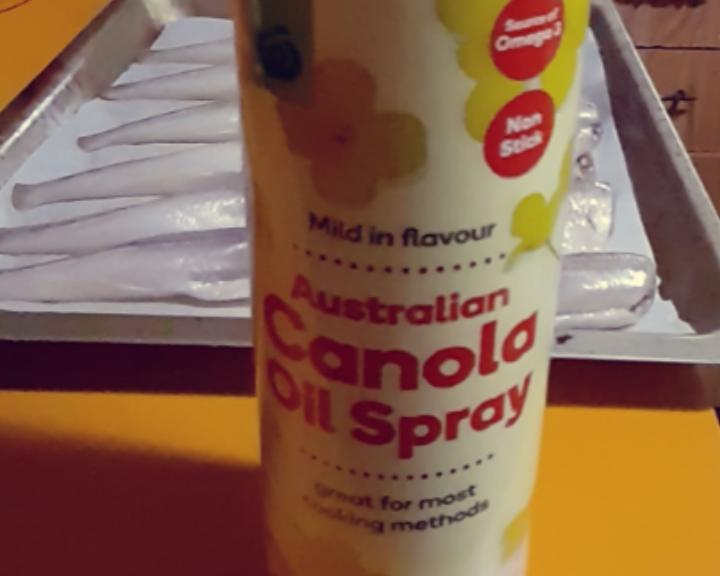 Source of
Omega 3
Non
Stick
Mild in flavour
Australian
Canola
Oil Spray
great for most
cooking methods